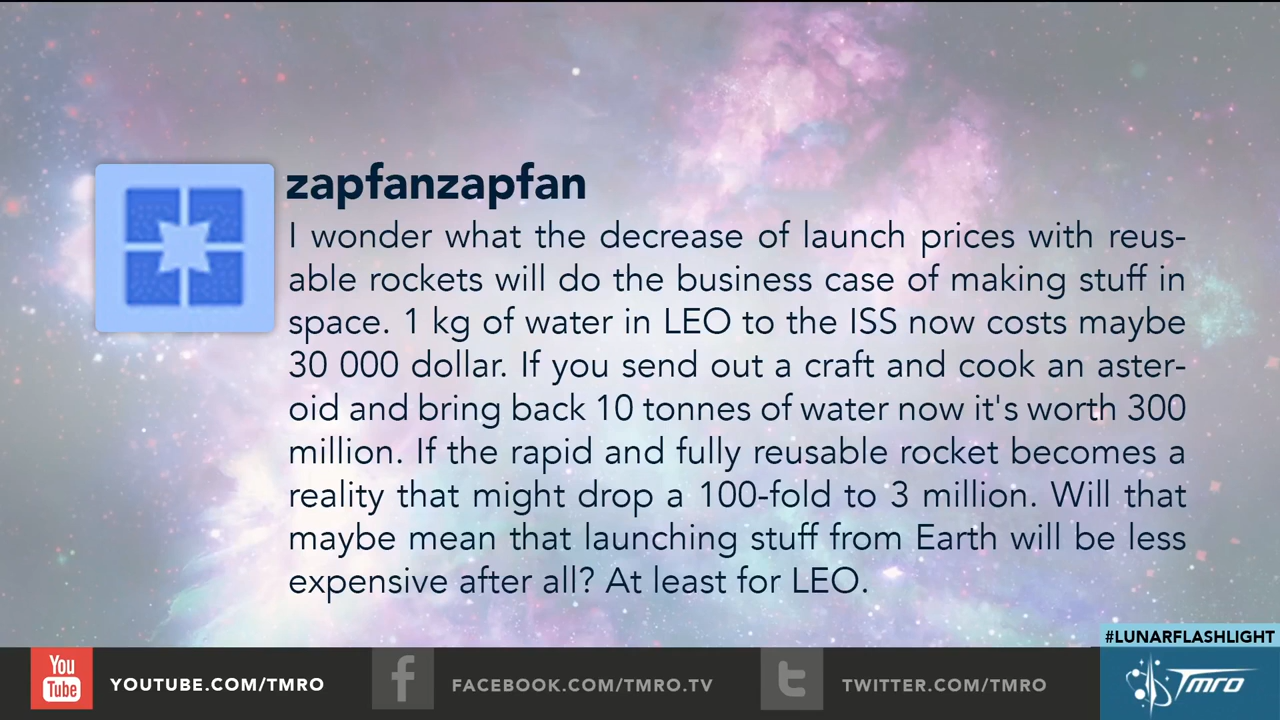 zapfanzapfan
I wonder what the decrease of launch prices with reus-
able rockets will do the business case of making stuff in
space. 1 kg of water in LEO to the ISS now costs maybe
30 000 dollar. If you send out a craft and cook an aster-
oid and bring back 10 tonnes of water now it's worth 300
million. If the rapid and fully reusable rocket becomes a
reality that might drop a 100-fold to 3 million. Will that
maybe mean that launching stuff from Earth will be less
expensive after all? At least for LEO.
#LUNARFLASHLIGHT
You
Tube
YOUTUBE.COM/TMRO
f
FACEBOOK.COM/TMRO.TV
t
TWITTER.COM/TMRO
Tmro